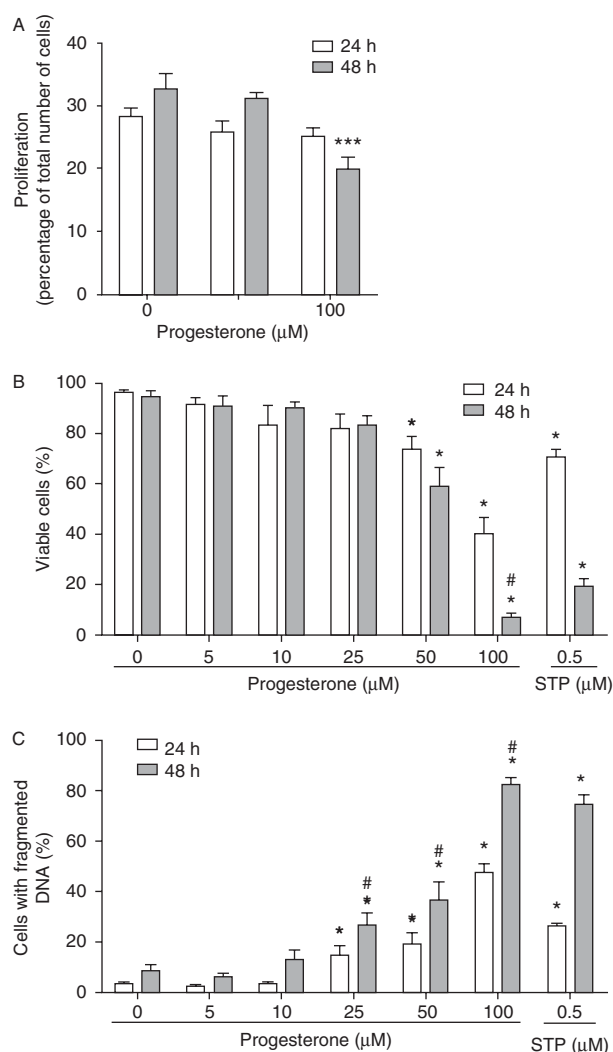 A
Proliferation
(percentage of total number of cells)
40
30
20
10
0
24 h
48 h
***
0
100
Progesterone (μM)
B
Viable cells (%)
100
80
60
40
20
0
24 h
48 h
* * * # * * *
0 5 10 25 50 100 0.5
Progesterone (μM) STP (μM)
C
Cells with fragmented
DNA (%)
100
80
60
40
20
0
24 h
48 h
* # * * # * * # * * *
0 5 10 25 50 100 0.5
Progesterone (μM) STP (μM)